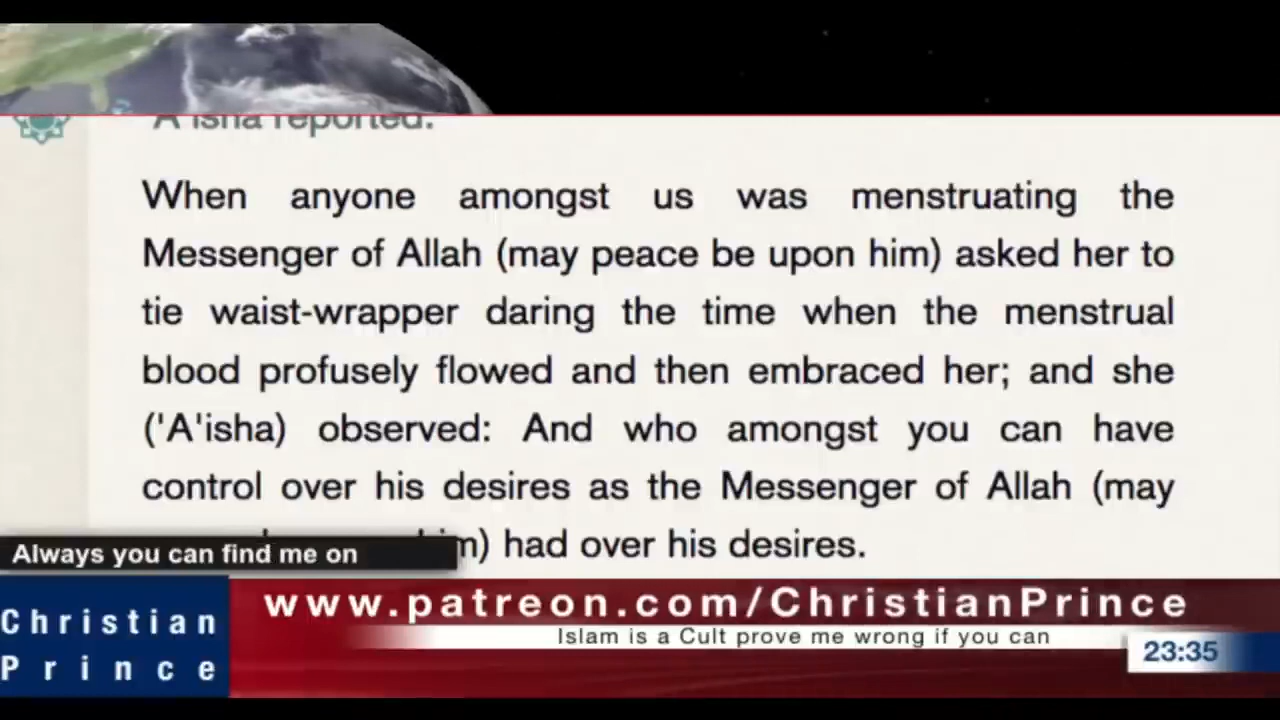 A'isha reported:
When anyone amongst us was menstruating the
Messenger of Allah (may peace be upon him) asked her to
tie waist-wrapper daring the time when the menstrual
blood profusely flowed and then embraced her; and she
('A'isha) observed: And who amongst you can have
control over his desires as the Messenger of Allah (may
had over his desires.
Always you can find me on
www.patreon.com/ChristianPrince
Islam is a Cult prove me wrong if you can
Christian
Prince
23:35